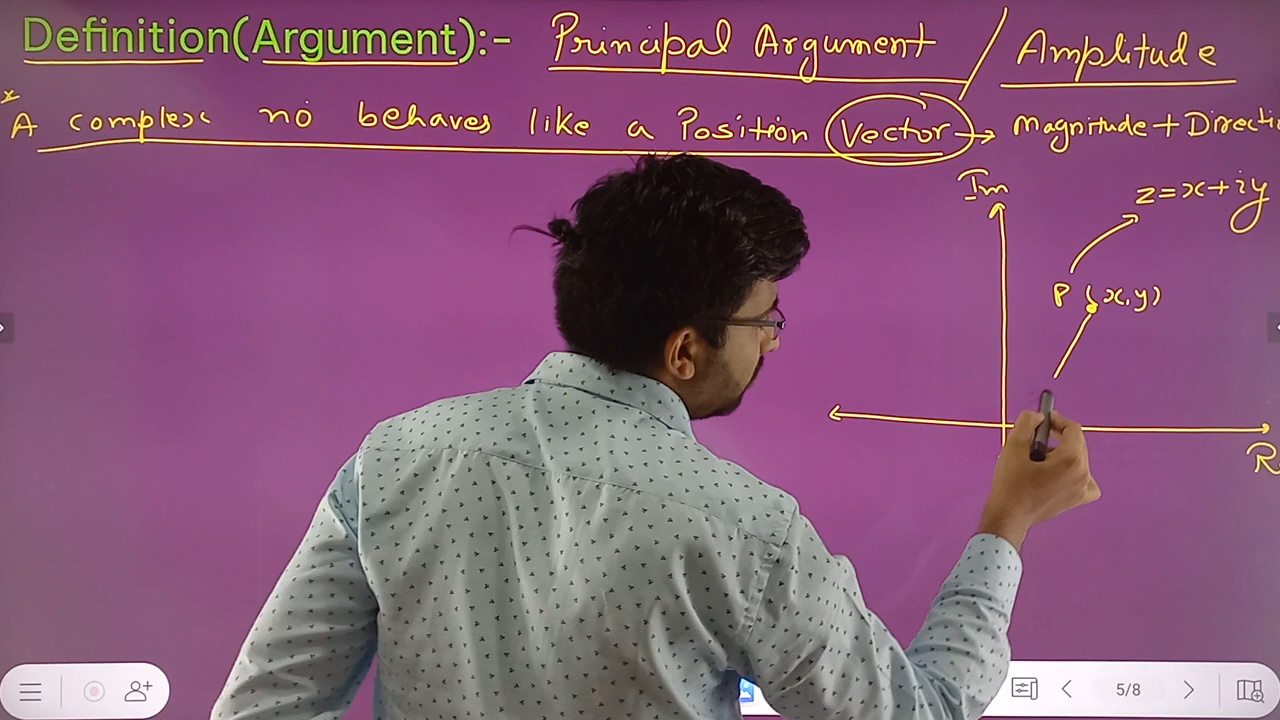 Definition(Argument):- Principal Argument / Amplitude
* A complex no behaves like a Position Vector → Magnitude + Directi
Im
z=x+iy
P (x,y)
R
5/8